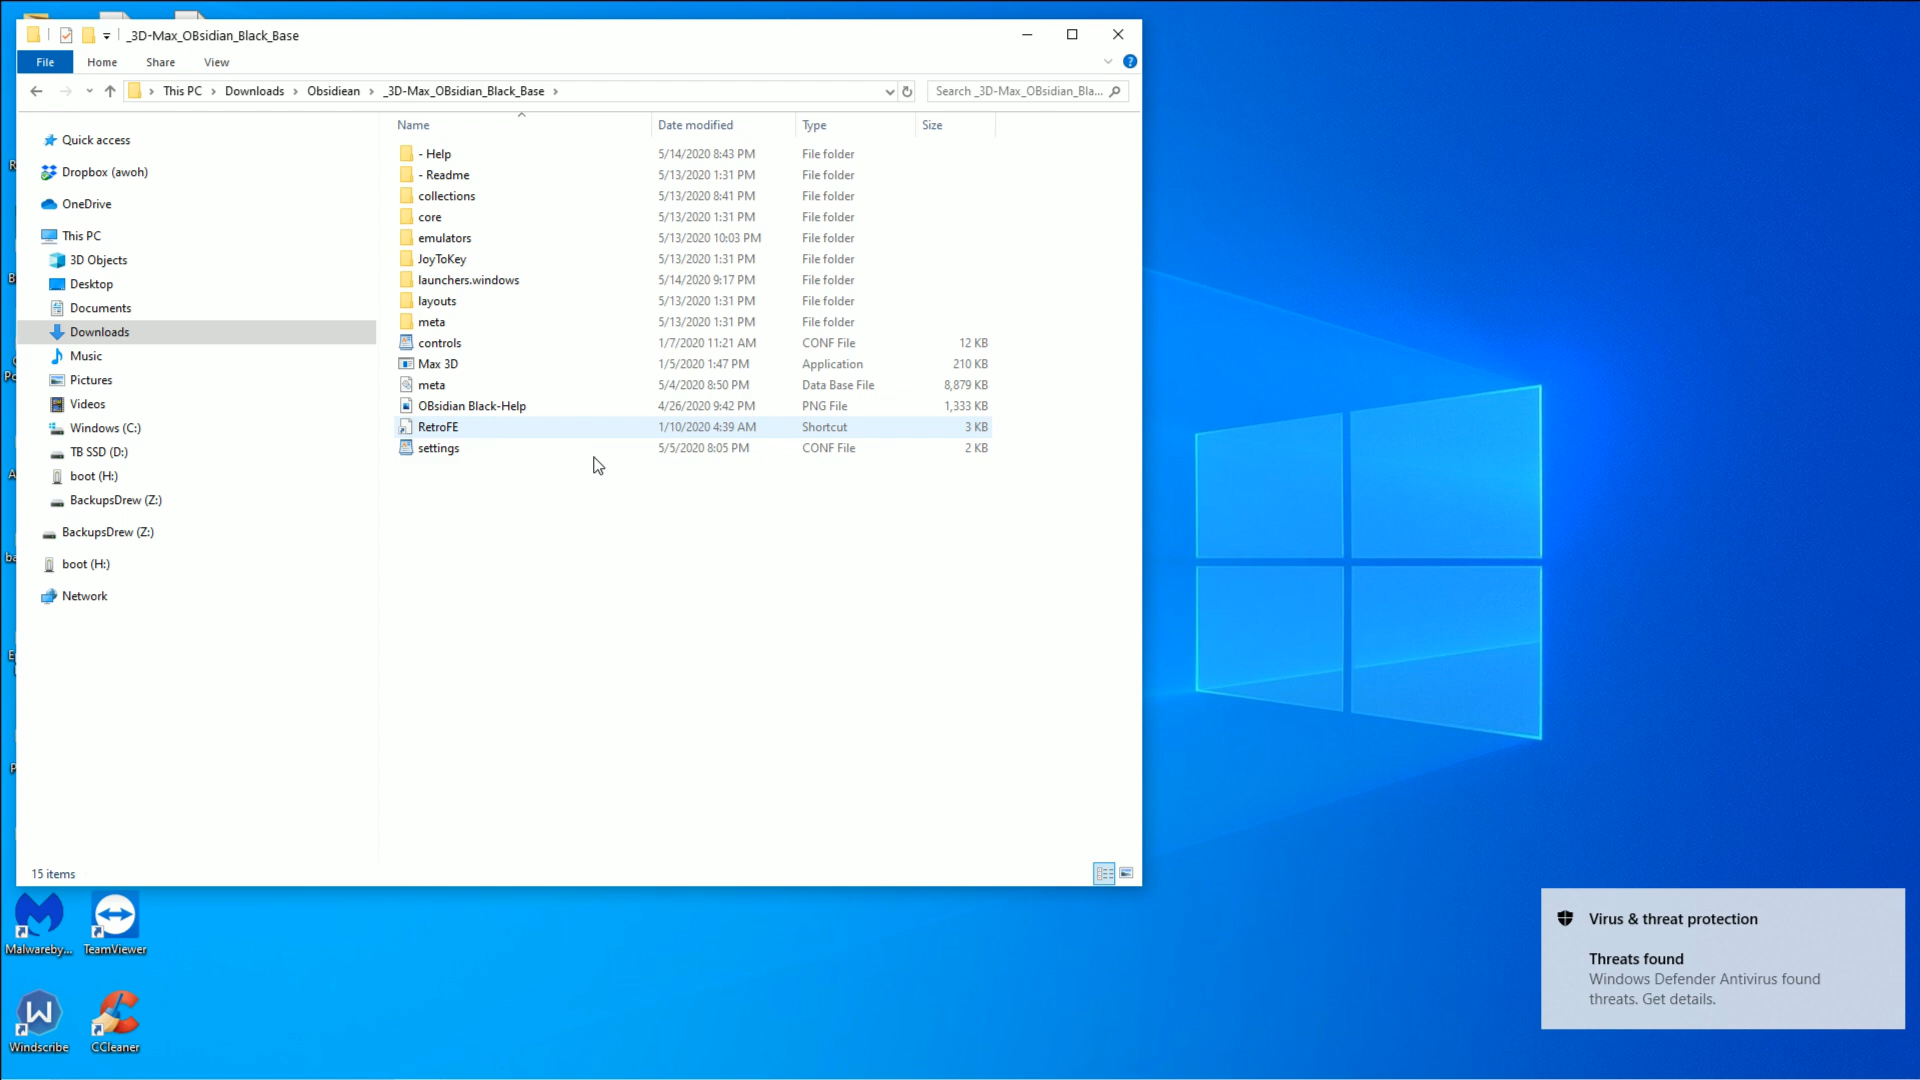 _3D-Max_OBsidian_Black_Base
File Home Share View
This PC > Downloads > Obsidiean > _3D-Max_OBsidian_Black_Base >
Search _3D-Max_OBsidian_Bla...
Quick access
Dropbox (awoh)
OneDrive
This PC
3D Objects
Desktop
Documents
Downloads
Music
Pictures
Videos
Windows (C:)
TB SSD (D:)
boot (H:)
BackupsDrew (Z:)
BackupsDrew (Z:)
boot (H:)
Network
Name Date modified Type Size
- Help 5/14/2020 8:43 PM File folder
- Readme 5/13/2020 1:31 PM File folder
collections 5/13/2020 8:41 PM File folder
core 5/13/2020 1:31 PM File folder
emulators 5/13/2020 10:03 PM File folder
JoyToKey 5/13/2020 1:31 PM File folder
launchers.windows 5/14/2020 9:17 PM File folder
layouts 5/13/2020 1:31 PM File folder
meta 5/13/2020 1:31 PM File folder
controls 1/7/2020 11:21 AM CONF File 12 KB
Max 3D 1/5/2020 1:47 PM Application 210 KB
meta 5/4/2020 8:50 PM Data Base File 8,879 KB
OBsidian Black-Help 4/26/2020 9:42 PM PNG File 1,333 KB
RetroFE 1/10/2020 4:39 AM Shortcut 3 KB
settings 5/5/2020 8:05 PM CONF File 2 KB
15 items
Malwareby... TeamViewer
Windscribe CCleaner
Virus & threat protection
Threats found
Windows Defender Antivirus found
threats. Get details.